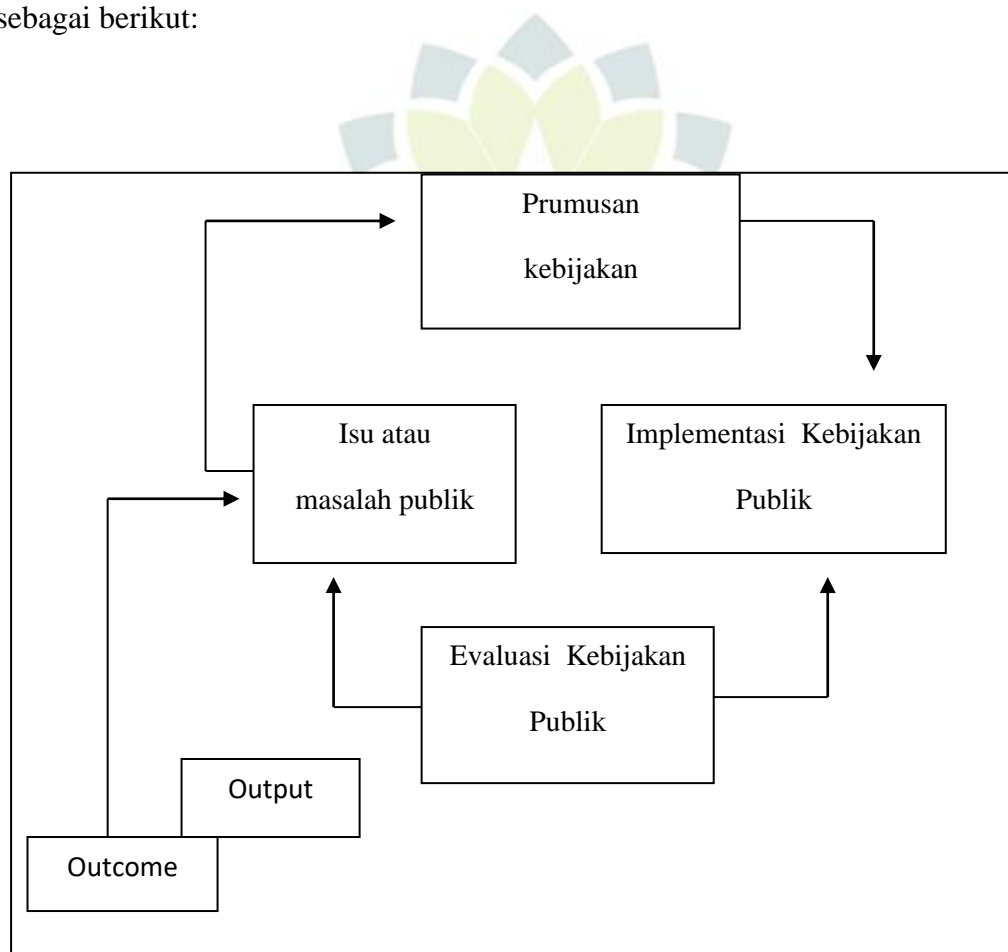 sebagai berikut:
Prumusan
kebijakan
Isu atau
masalah publik
Implementasi Kebijakan
Publik
Evaluasi Kebijakan
Publik
Output
Outcome